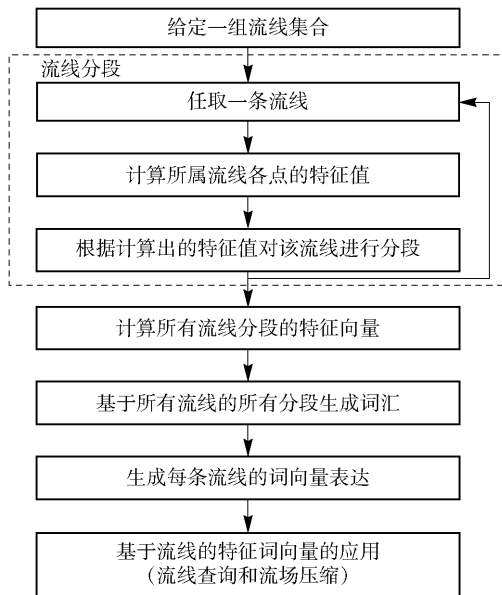 给定一组流线集合
流线分段
任取一条流线
计算所属流线各点的特征值
根据计算出的特征值对该流线进行分段
计算所有流线分段的特征向量
基于所有流线的所有分段生成词汇
生成每条流线的词向量表达
基于流线的特征词向量的应用
（流线查询和流场压缩）